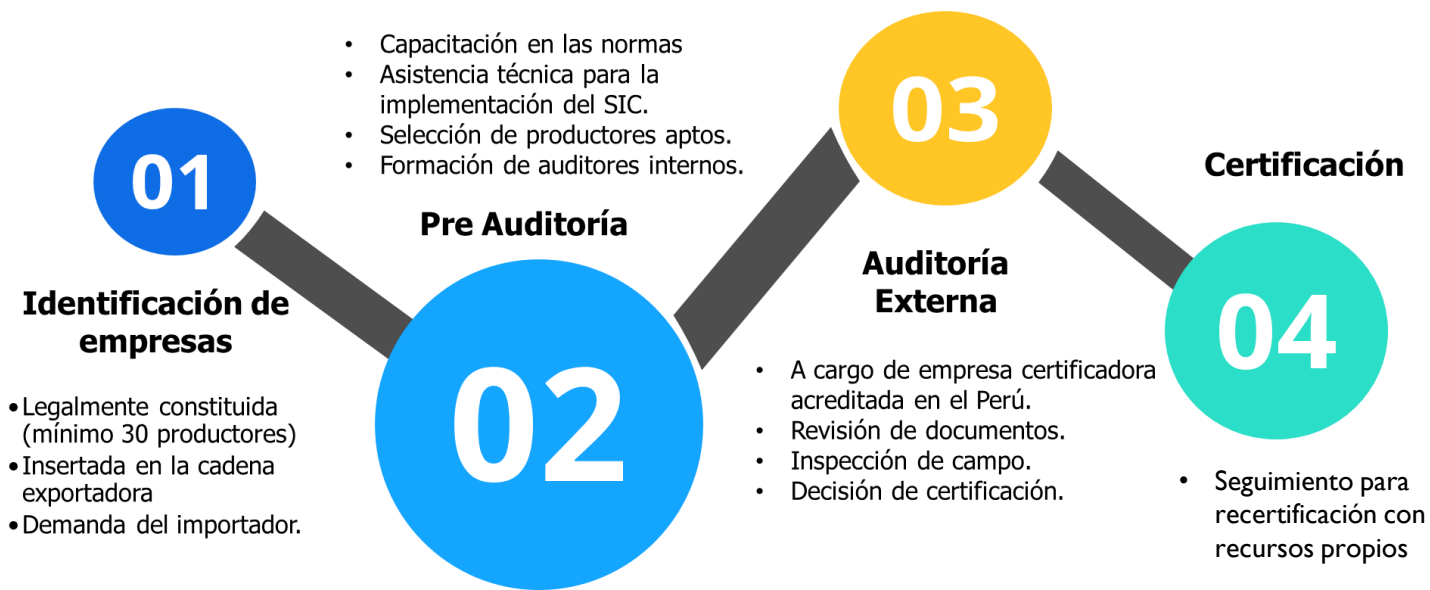 01
Identificación de
empresas
•Legalmente constituida
(mínimo 30 productores)
•Insertada en la cadena
exportadora
•Demanda del importador.
• Capacitación en las normas
• Asistencia técnica para la
implementación del SIC.
• Selección de productores aptos.
• Formación de auditores internos.
Pre Auditoría
02
03
Auditoría
Externa
• A cargo de empresa certificadora
acreditada en el Perú.
• Revisión de documentos.
• Inspección de campo.
• Decisión de certificación.
Certificación
04
• Seguimiento para
recertificación con
recursos propios